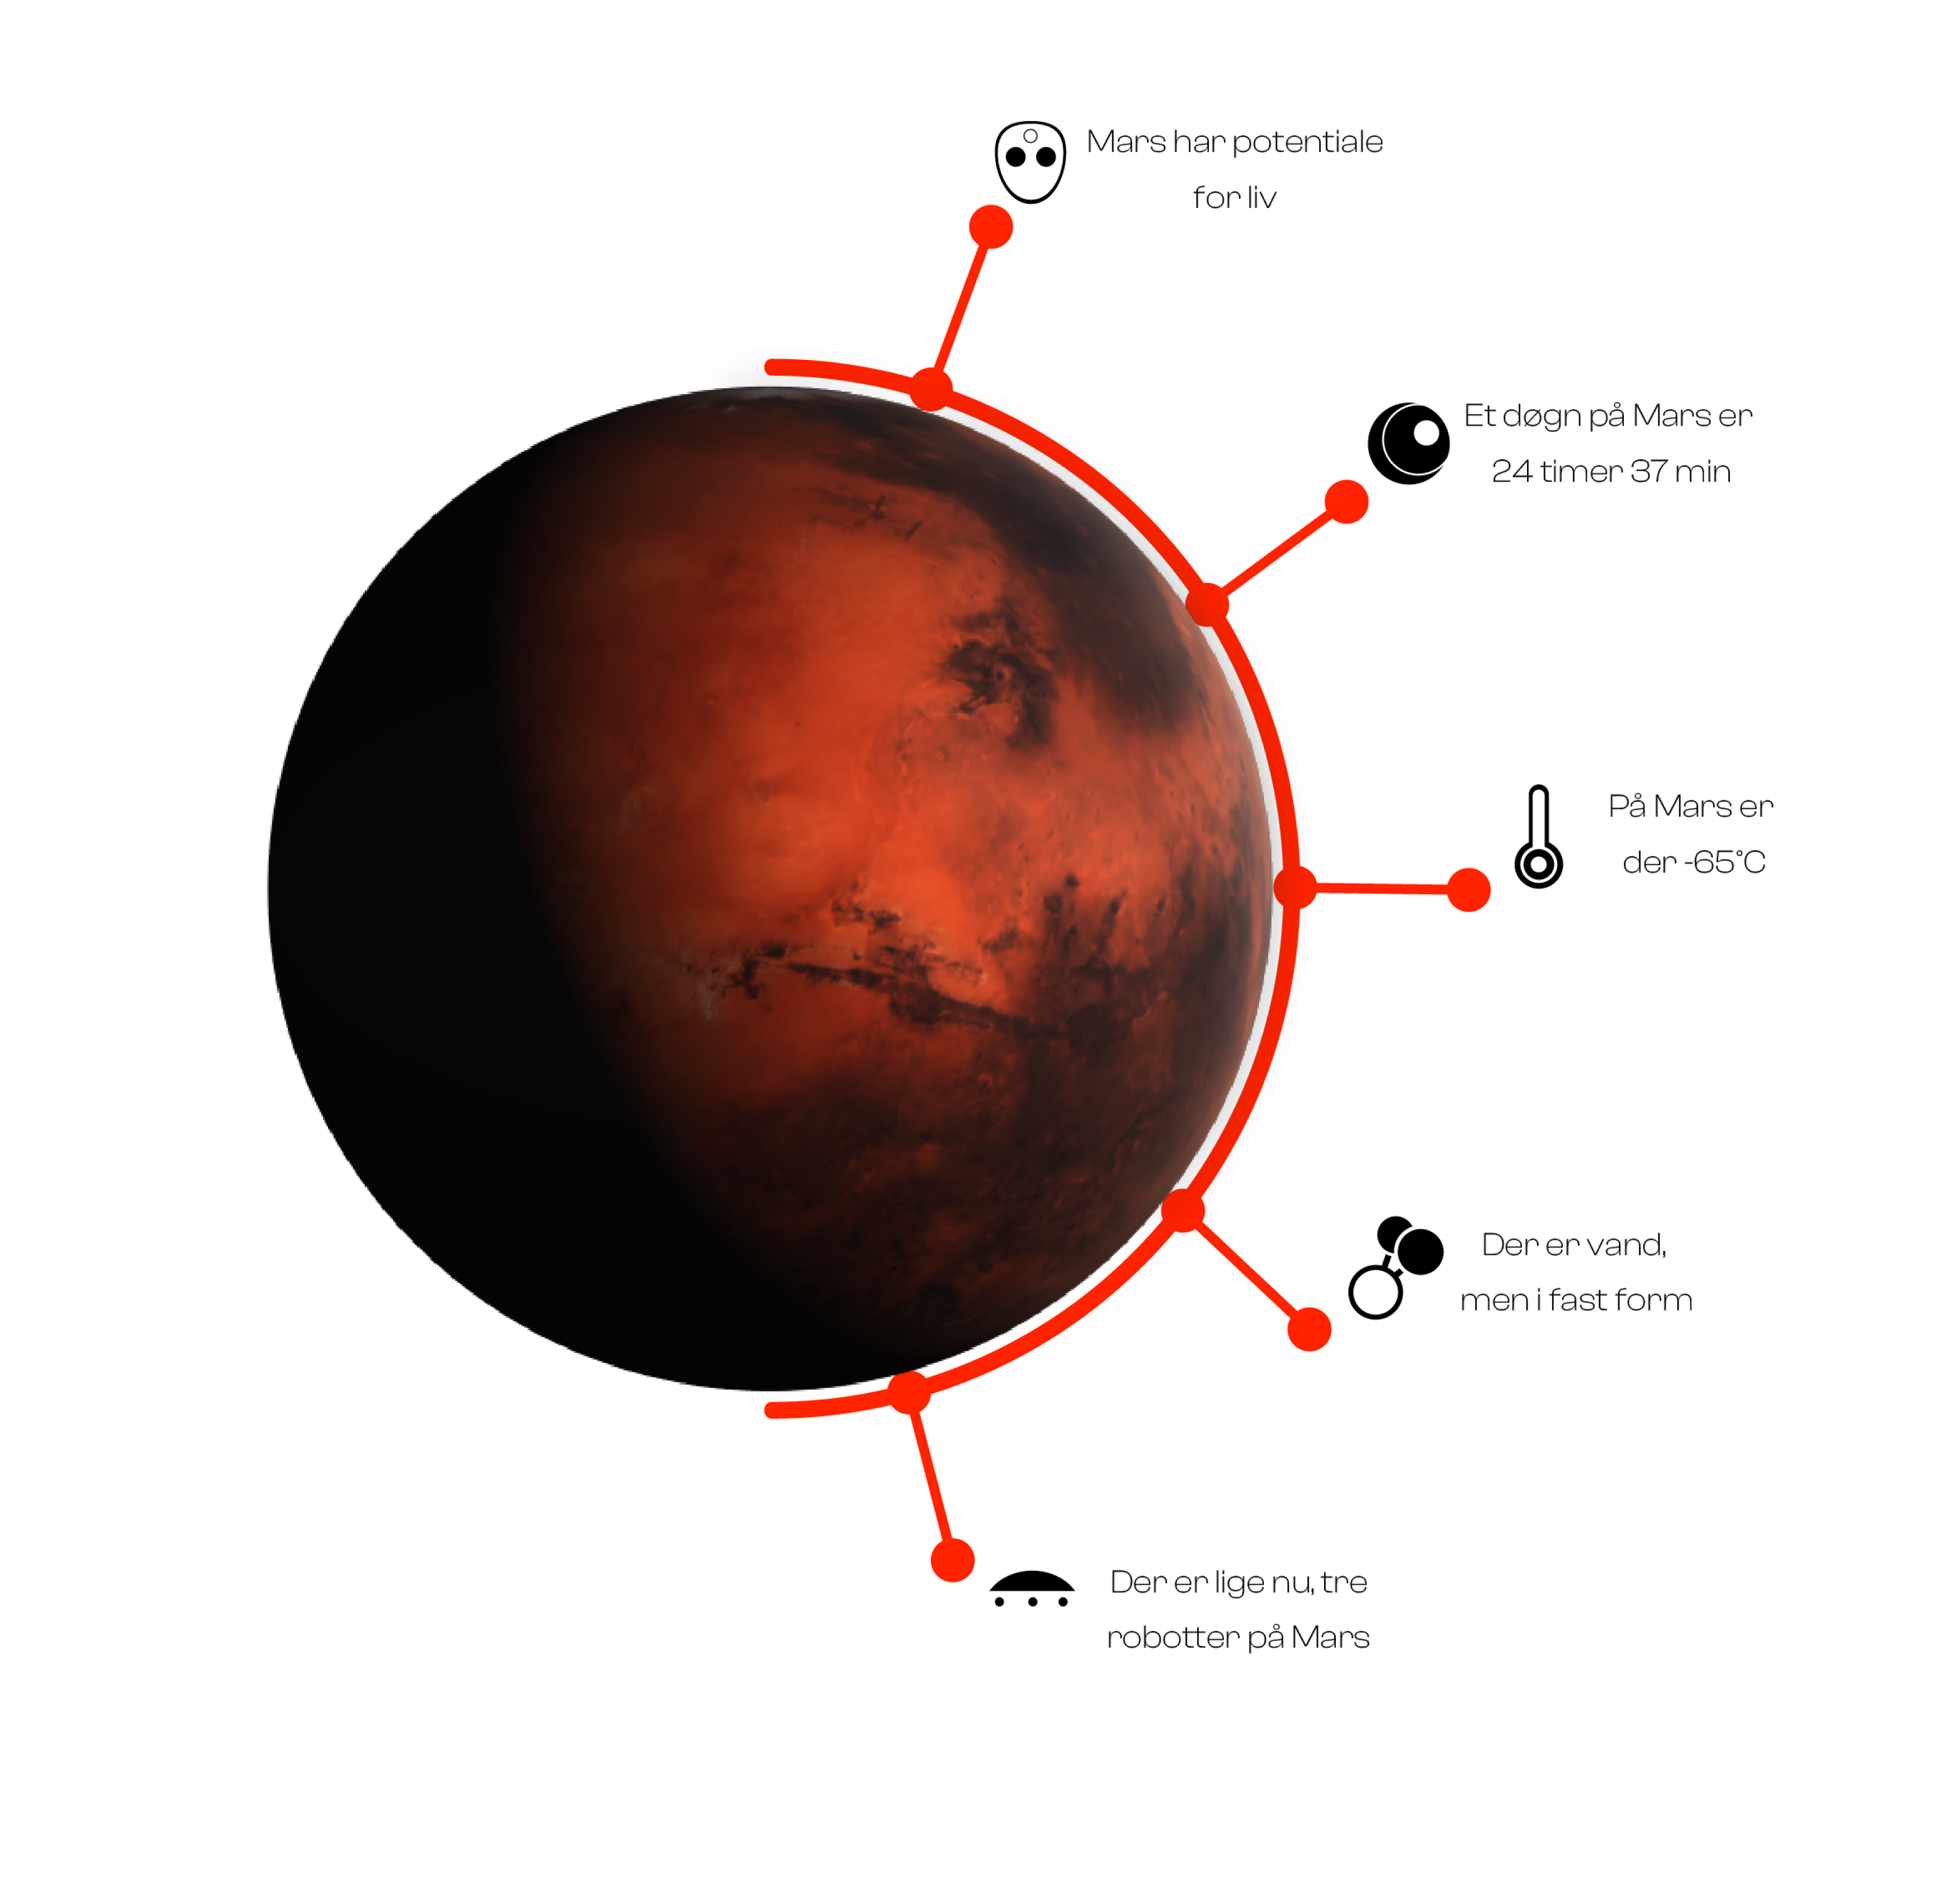 Mars har potentiale
for liv
Et døgn på Mars er
24 timer 37 min
På Mars er
der -65°C
Der er vand,
men i fast form
Der er lige nu, tre
robotter på Mars